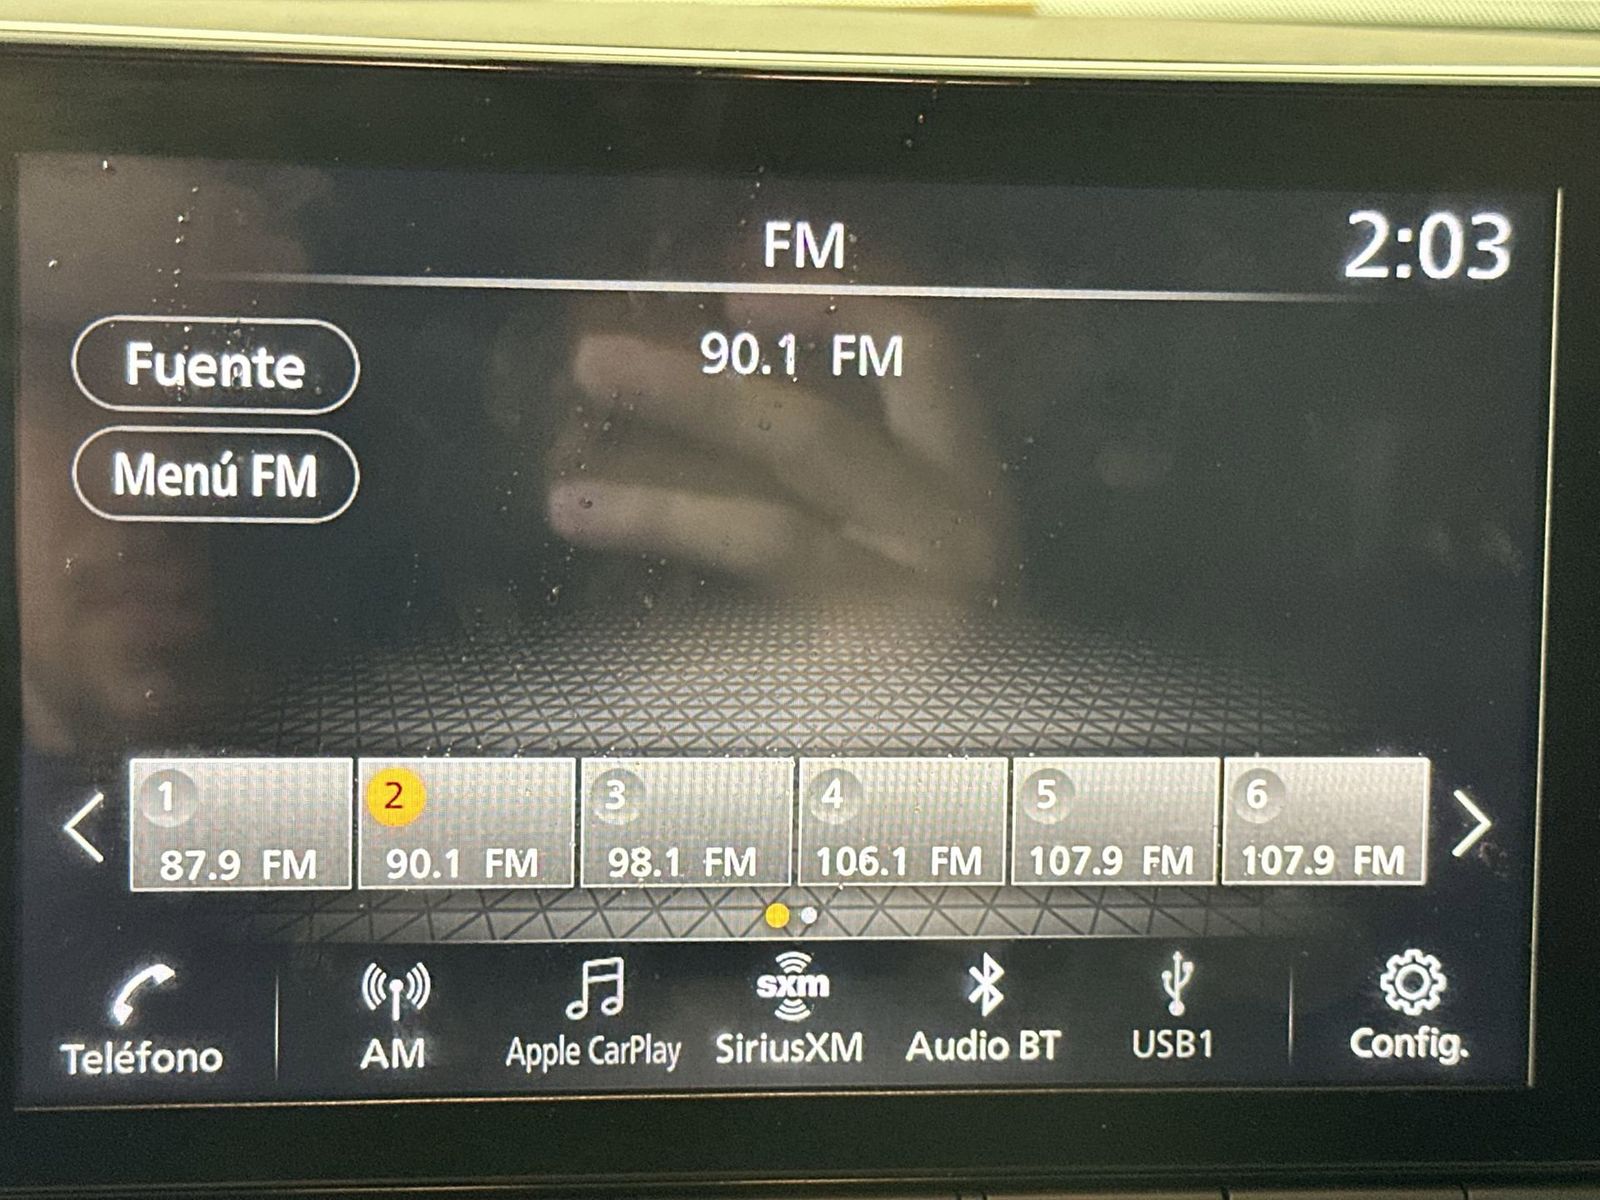 FM
2:03
90.1 FM
Fuente
Menú FM
1
2
3
4
5
6
87.9 FM
90.1 FM
98.1 FM
106.1 FM
107.9 FM
107.9 FM
sxm
Teléfono
AM
Apple CarPlay
SiriusXM
Audio BT
USB1
Config.